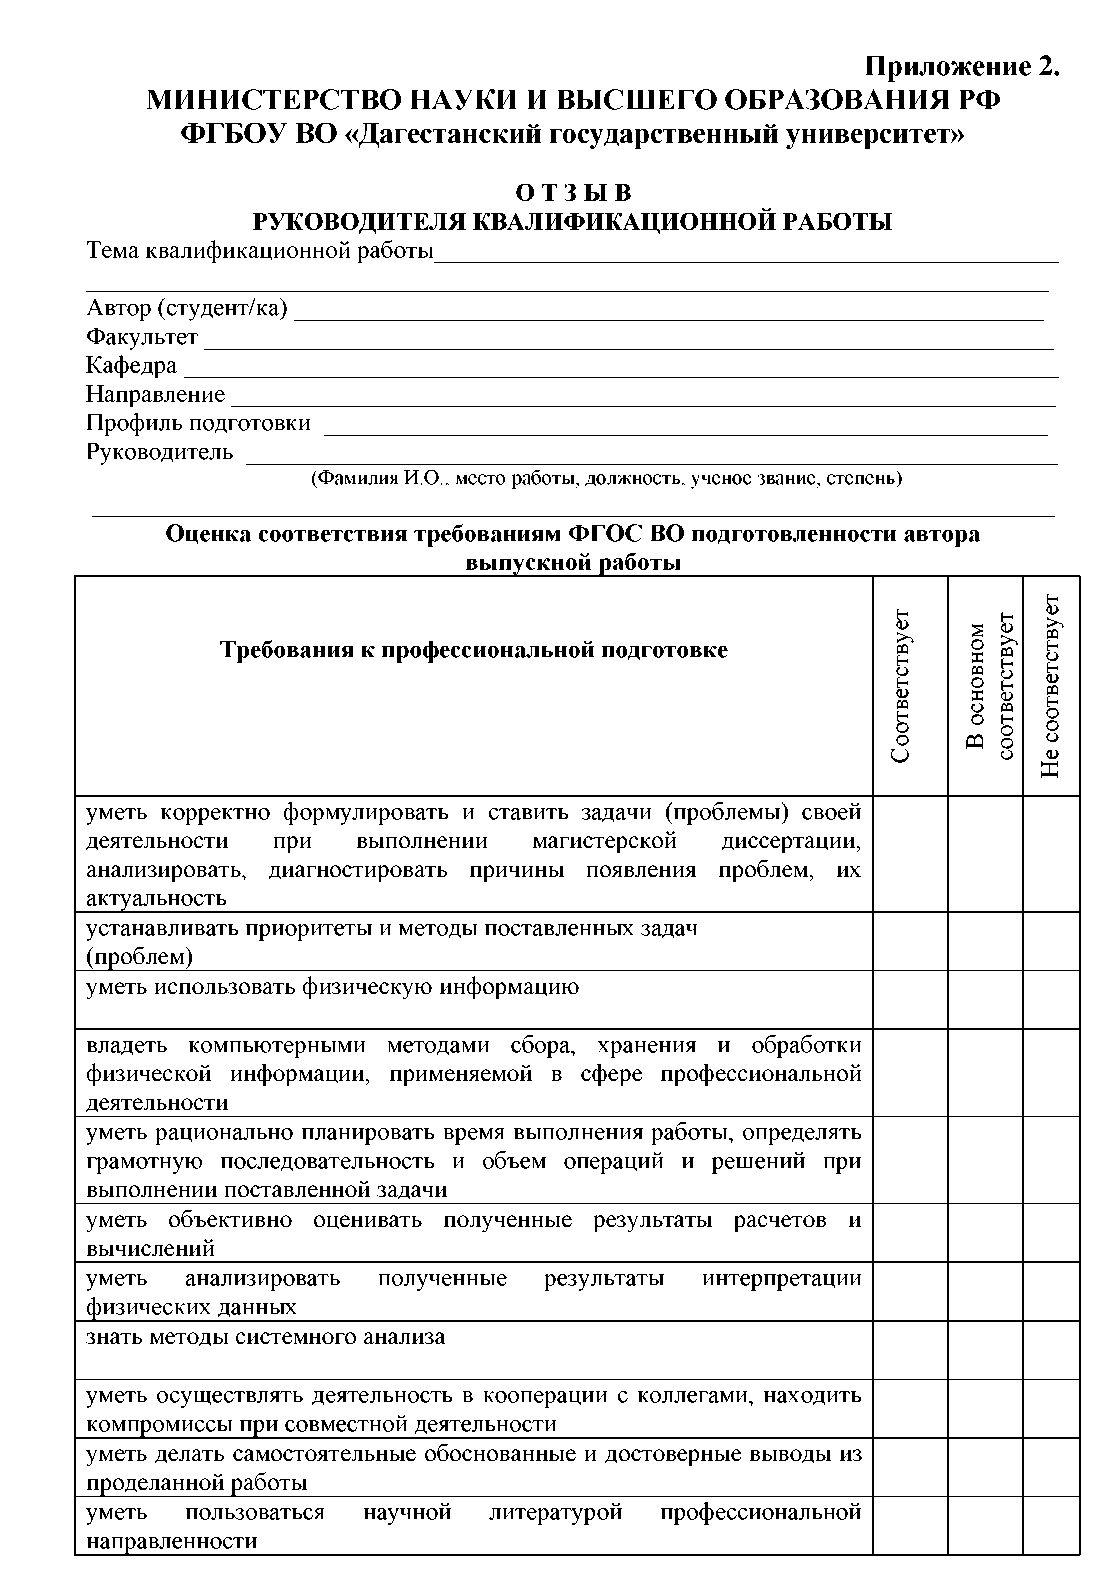 Приложение 2.
МИНИСТЕРСТВО НАУКИ И ВЫСШЕГО ОБРАЗОВАНИЯ РФ
ФГБОУ ВО «Дагестанский государственный университет»
О Т З Ы В
РУКОВОДИТЕЛЯ КВАЛИФИКАЦИОННОЙ РАБОТЫ
Тема квалификационной работы
Автор (студент/ка)
Факультет
Кафедра
Направление
Профиль подготовки
Руководитель
(Фамилия И.О., место работы, должность, ученое звание, степень)
Оценка соответствия требованиям ФГОС ВО подготовленности автора
выпускной работы
Требования к профессиональной подготовке
Соответствует
В основном
соответствует
Не соответствует
уметь корректно формулировать и ставить задачи (проблемы) своей
деятельности при выполнении магистерской диссертации,
анализировать, диагностировать причины появления проблем, их
актуальность
устанавливать приоритеты и методы поставленных задач
(проблем)
уметь использовать физическую информацию
владеть компьютерными методами сбора, хранения и обработки
физической информации, применяемой в сфере профессиональной
деятельности
уметь рационально планировать время выполнения работы, определять
грамотную последовательность и объем операций и решений при
выполнении поставленной задачи
уметь объективно оценивать полученные результаты расчетов и
вычислений
уметь анализировать полученные результаты интерпретации
физических данных
знать методы системного анализа
уметь осуществлять деятельность в кооперации с коллегами, находить
компромиссы при совместной деятельности
уметь делать самостоятельные обоснованные и достоверные выводы из
проделанной работы
уметь пользоваться научной литературой профессиональной
направленности